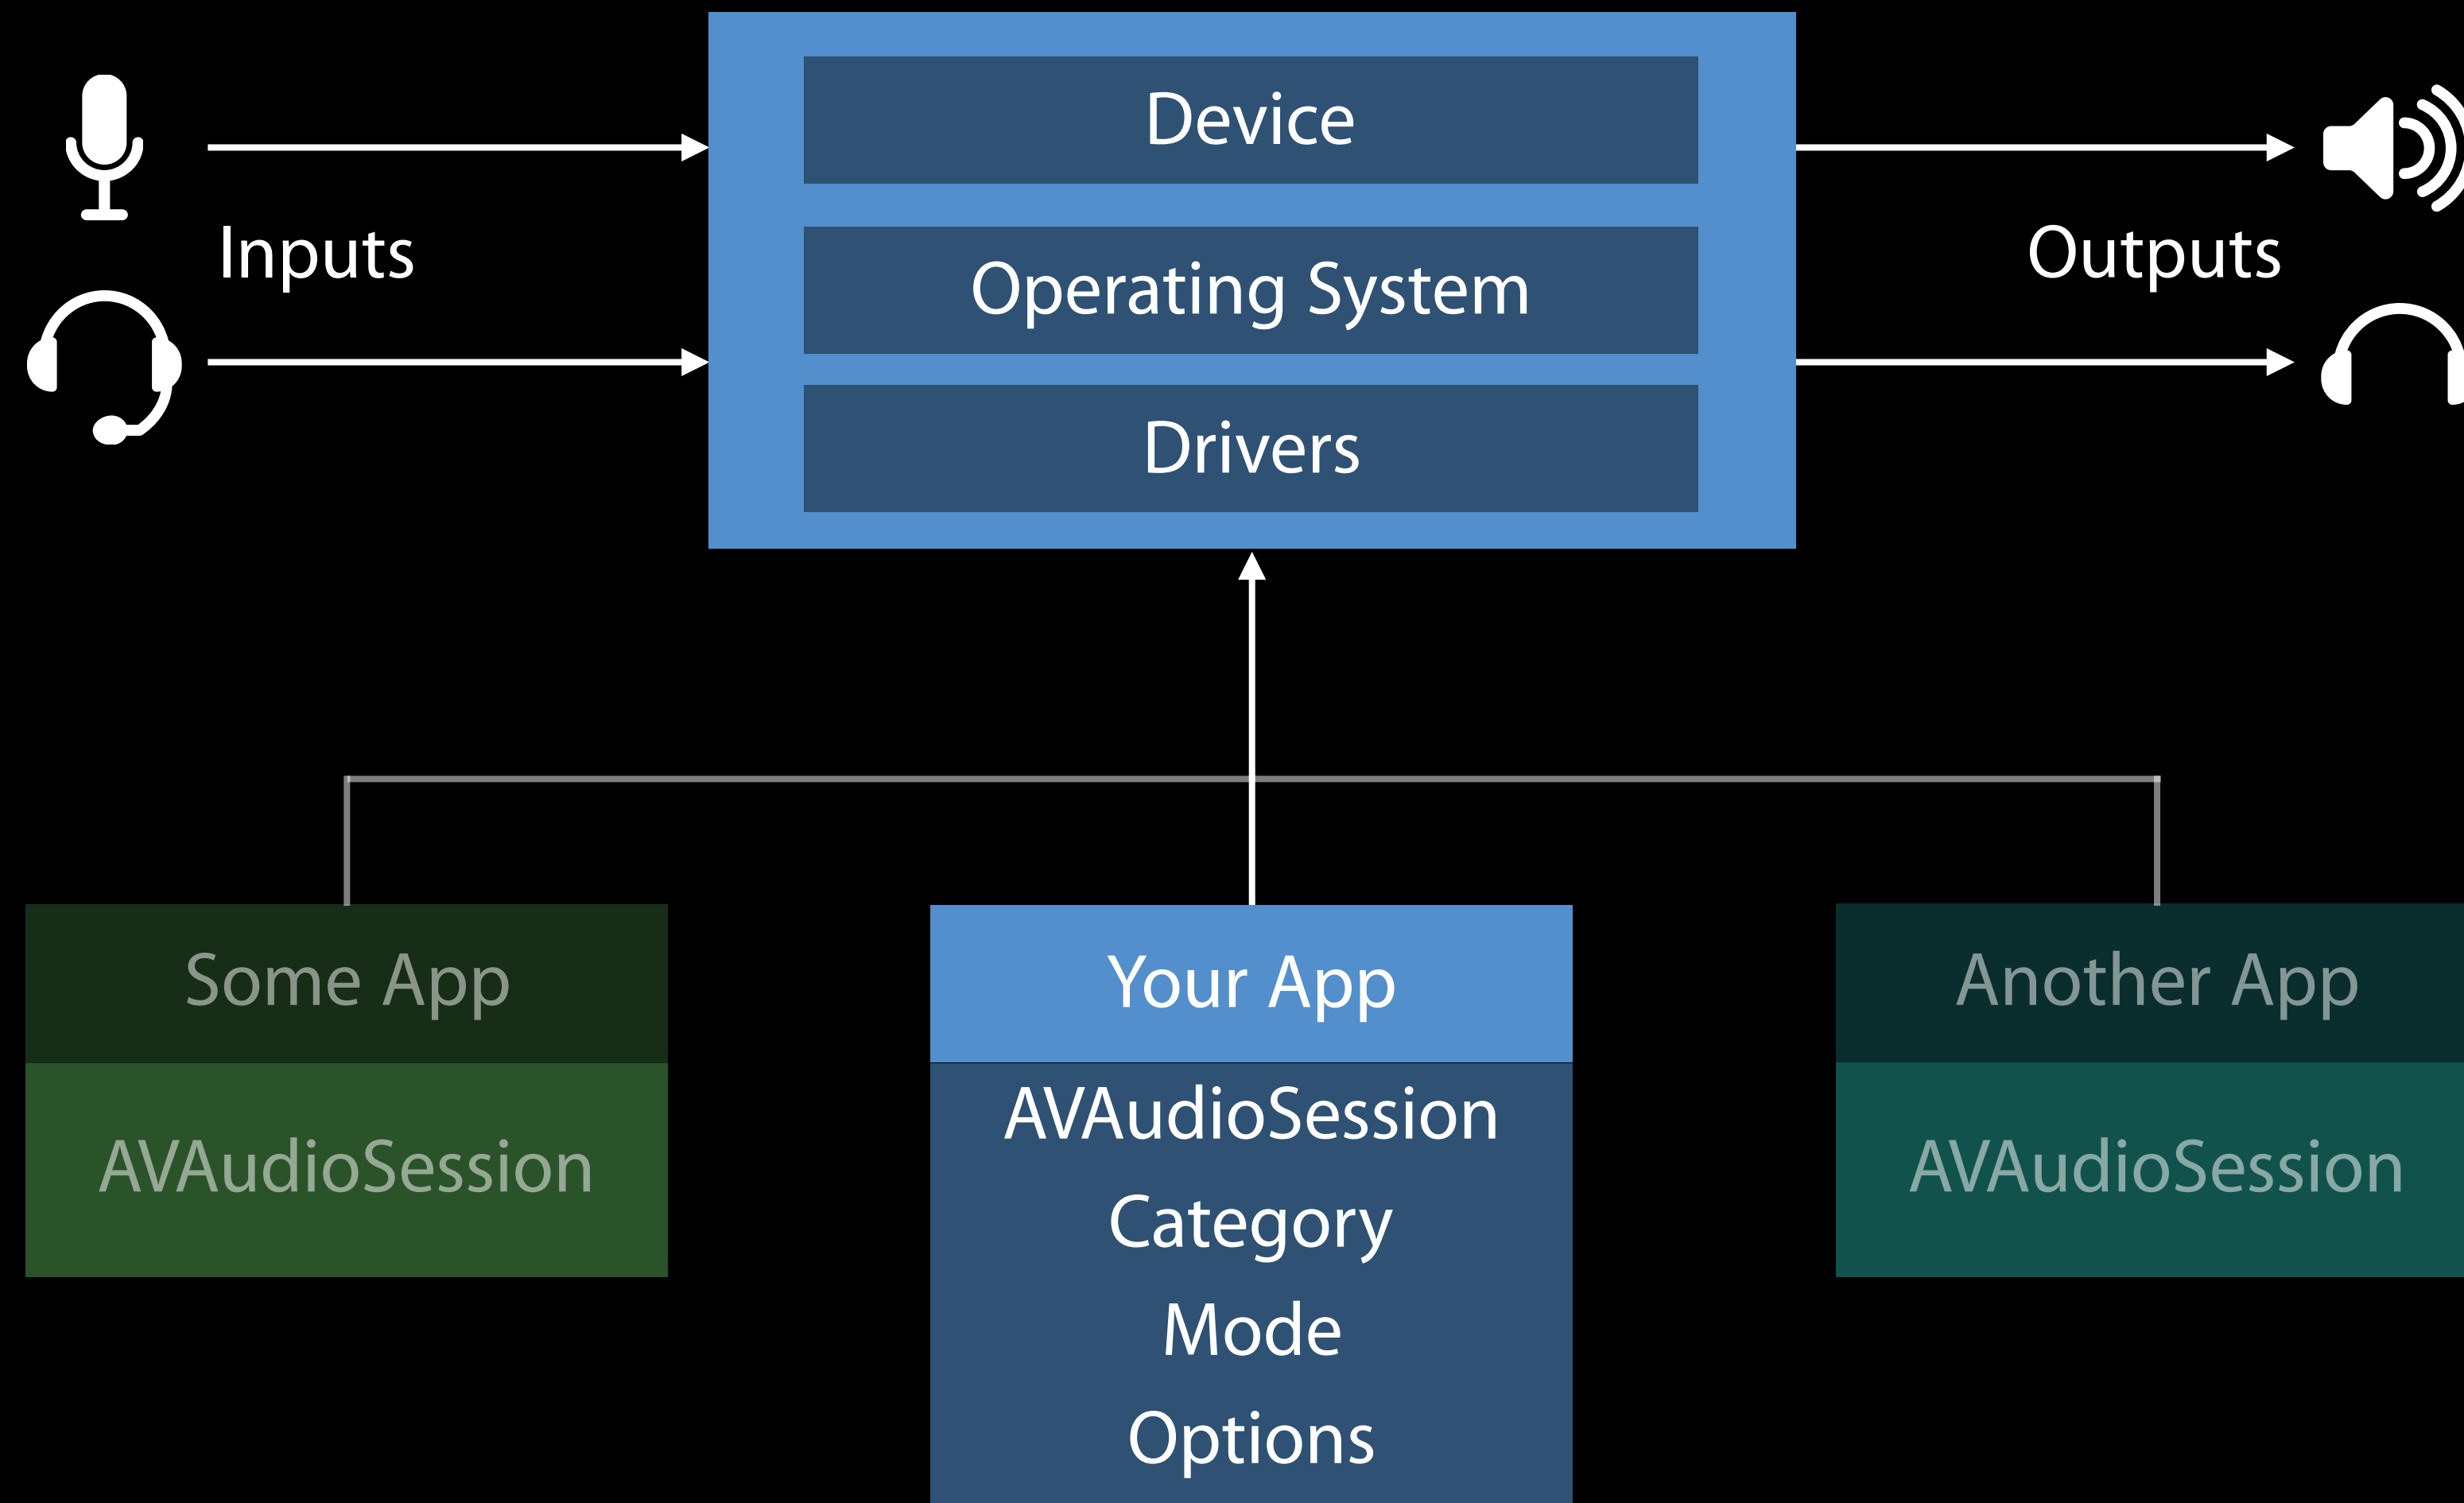 Device
Inputs
Operating System
Outputs
Drivers
Some App
Your App
Another App
AVAudioSession
AVAudioSession
AVAudioSession
Category
Mode
Options